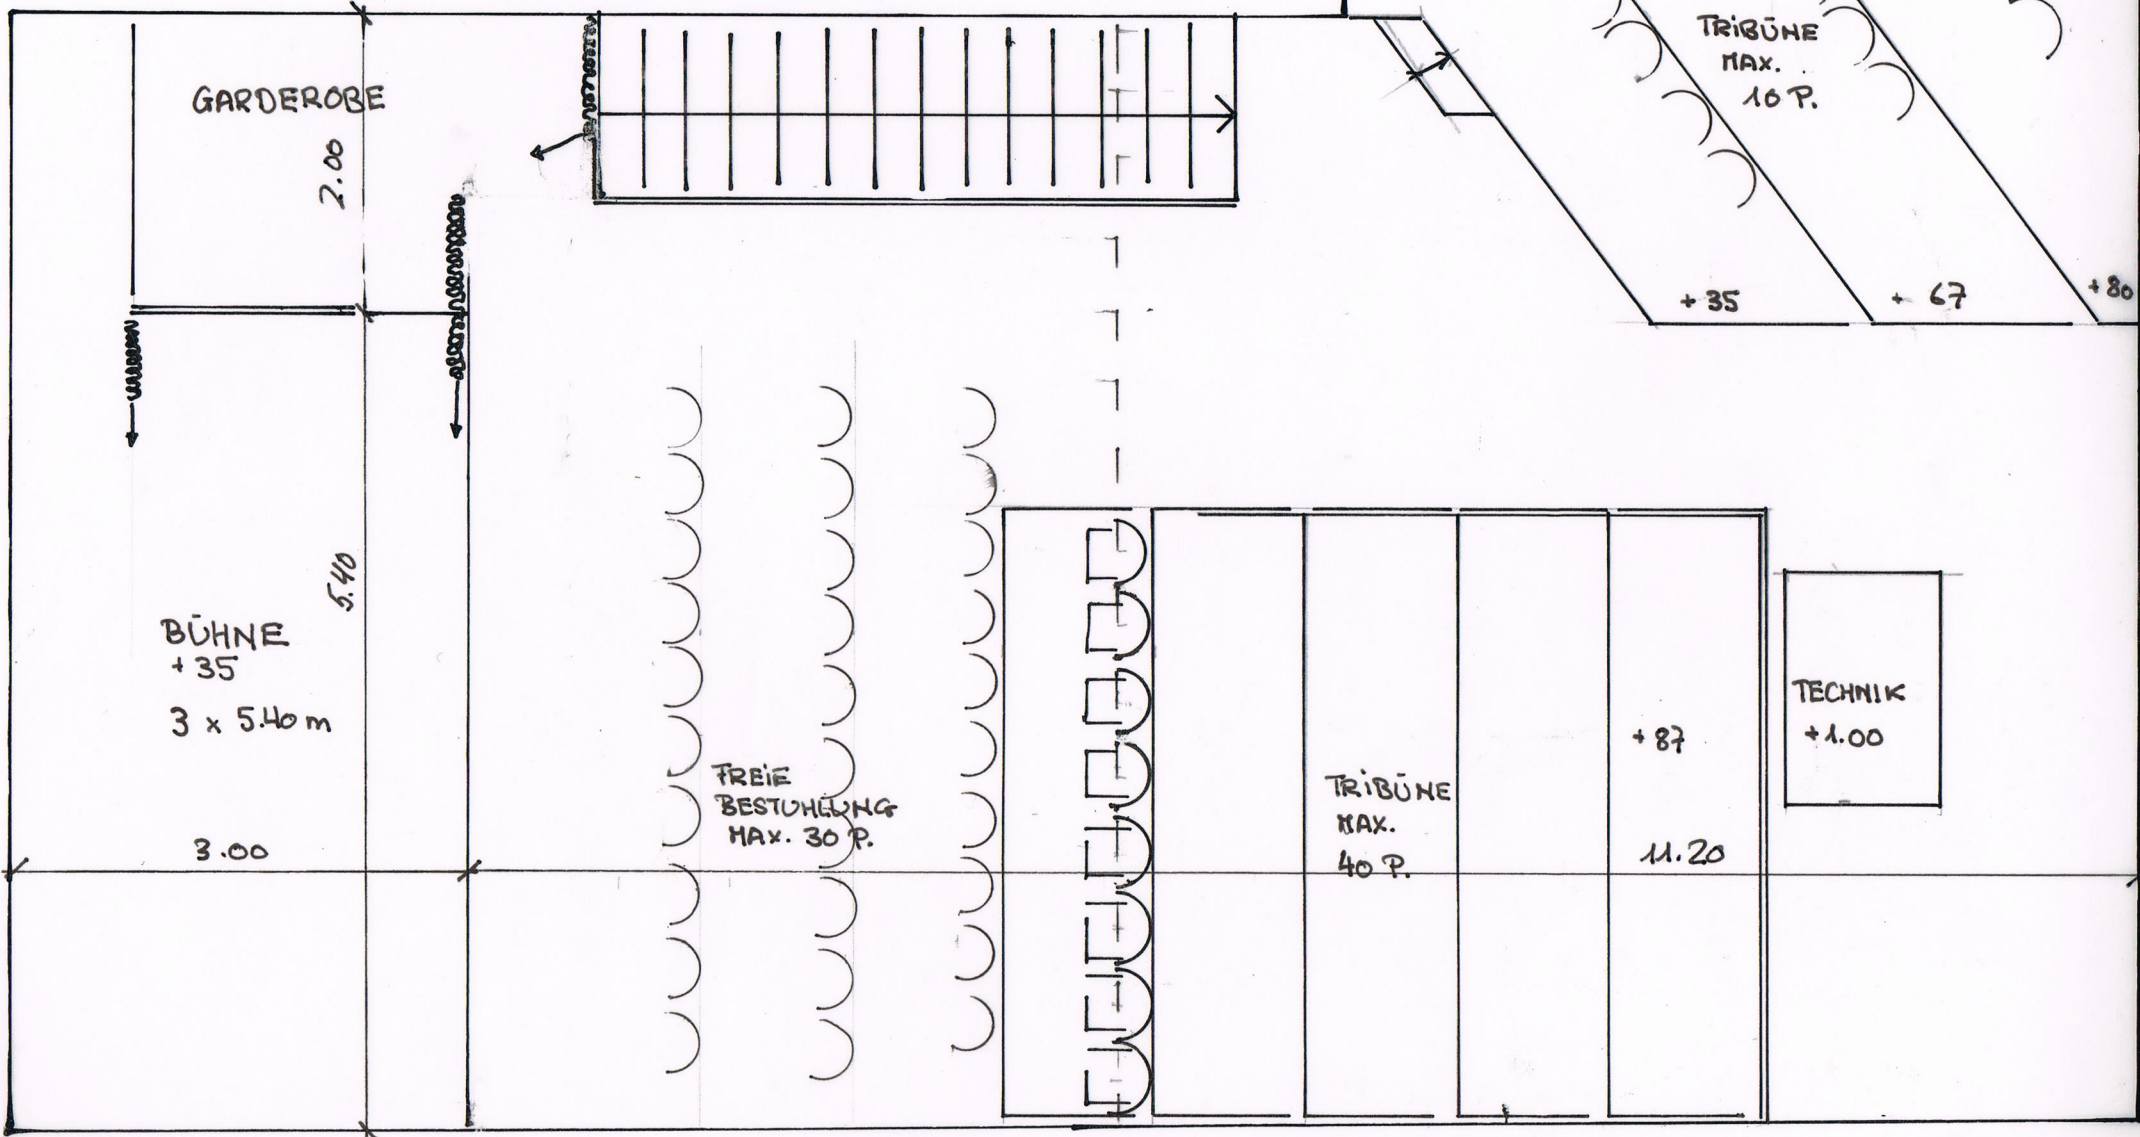 GARDEROBE
2.00
TRIBÜNE
MAX.
10 P.
+35
+ 67
+80
5.40
BÜHNE
+35
3 x 5.40 m
3.00
FREIE
BESTUHLUNG
MAX. 30 P.
TRIBÜNE
MAX.
40 P.
+87
11.20
TECHNIK
+1.00